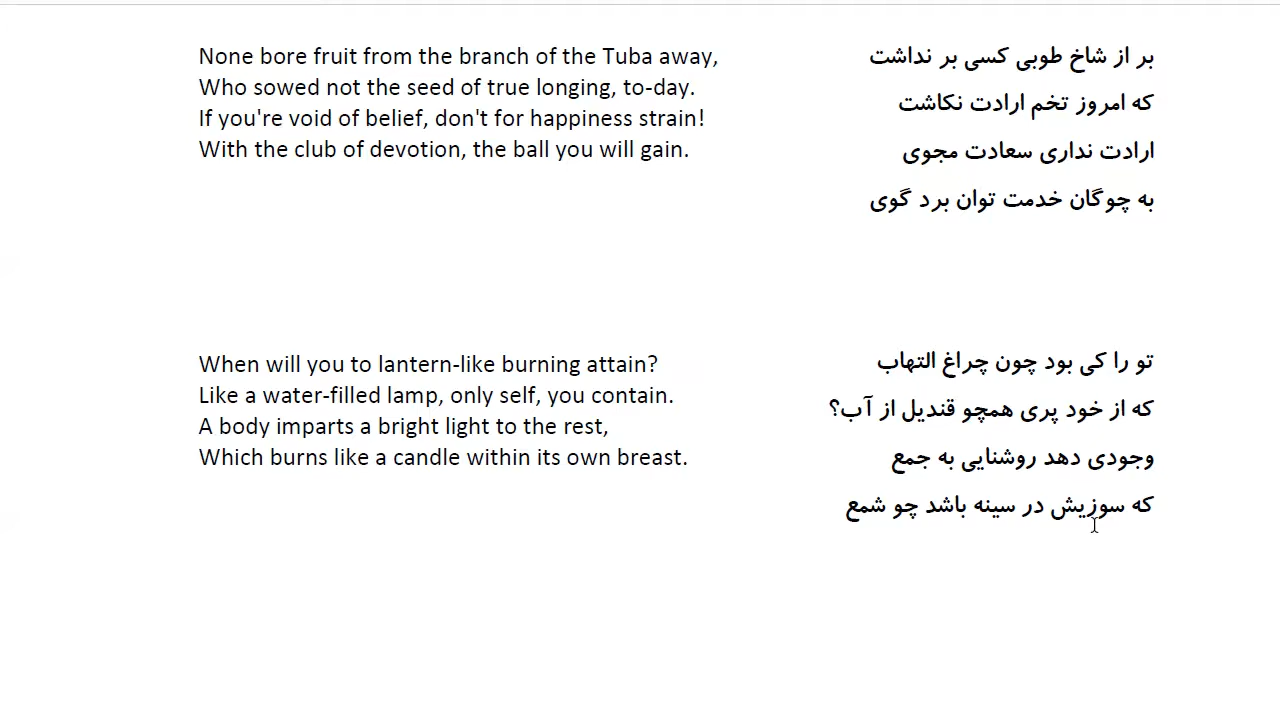 None bore fruit from the branch of the Tuba away,
Who sowed not the seed of true longing, to-day.
If you're void of belief, don't for happiness strain!
With the club of devotion, the ball you will gain.
بر از شاخ طوبی کسی بر نداشت
که امروز تخم ارادت نکاشت
ارادت نداری سعادت مجوی
به چوگان خدمت توان برد گوی
When will you to lantern-like burning attain?
Like a water-filled lamp, only self, you contain.
A body imparts a bright light to the rest,
Which burns like a candle within its own breast.
تو را کی بود چون چراغ التهاب
که از خود پری همچو قندیل از آب؟
وجودی دهد روشنایی به جمع
که سوزیش در سینه باشد چو شمع